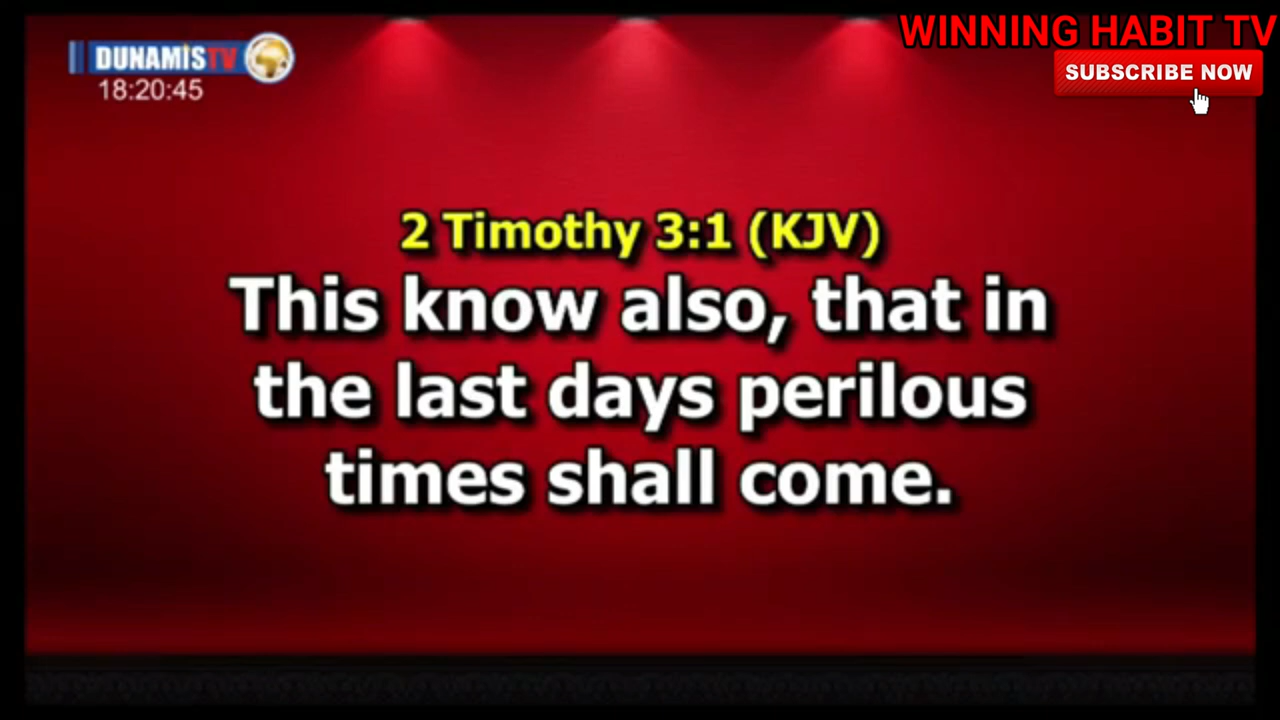 DUNAMIS TV
18:20:45
WINNING HABIT TV
SUBSCRIBE NOW
2 Timothy 3:1 (KJV)
This know also, that in
the last days perilous
times shall come.